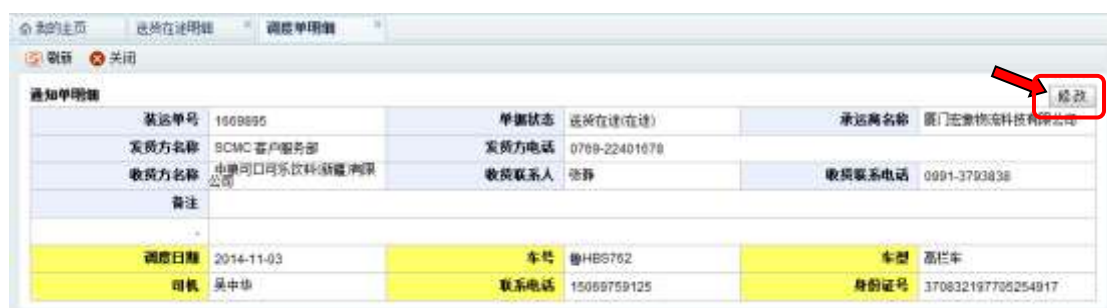 我的主页 送货在途明细 调度单明细
刷新 关闭
通知单明细 修改
装运单号 1669895 单据状态 送货在途(在途) 承运商名称 厦门宏象物流科技有限公司
发货方名称 SCMC 客户服务部 发货方电话 0769-22401678
收货方名称 中粮可口可乐饮料(新疆)有限公司 收货联系人 张静 收货联系电话 0991-3793838
备注
调度日期 2014-11-03 车号 鲁HBS762 车型 高栏车
司机 吴中华 联系电话 15069759125 身份证号 370832197705254917